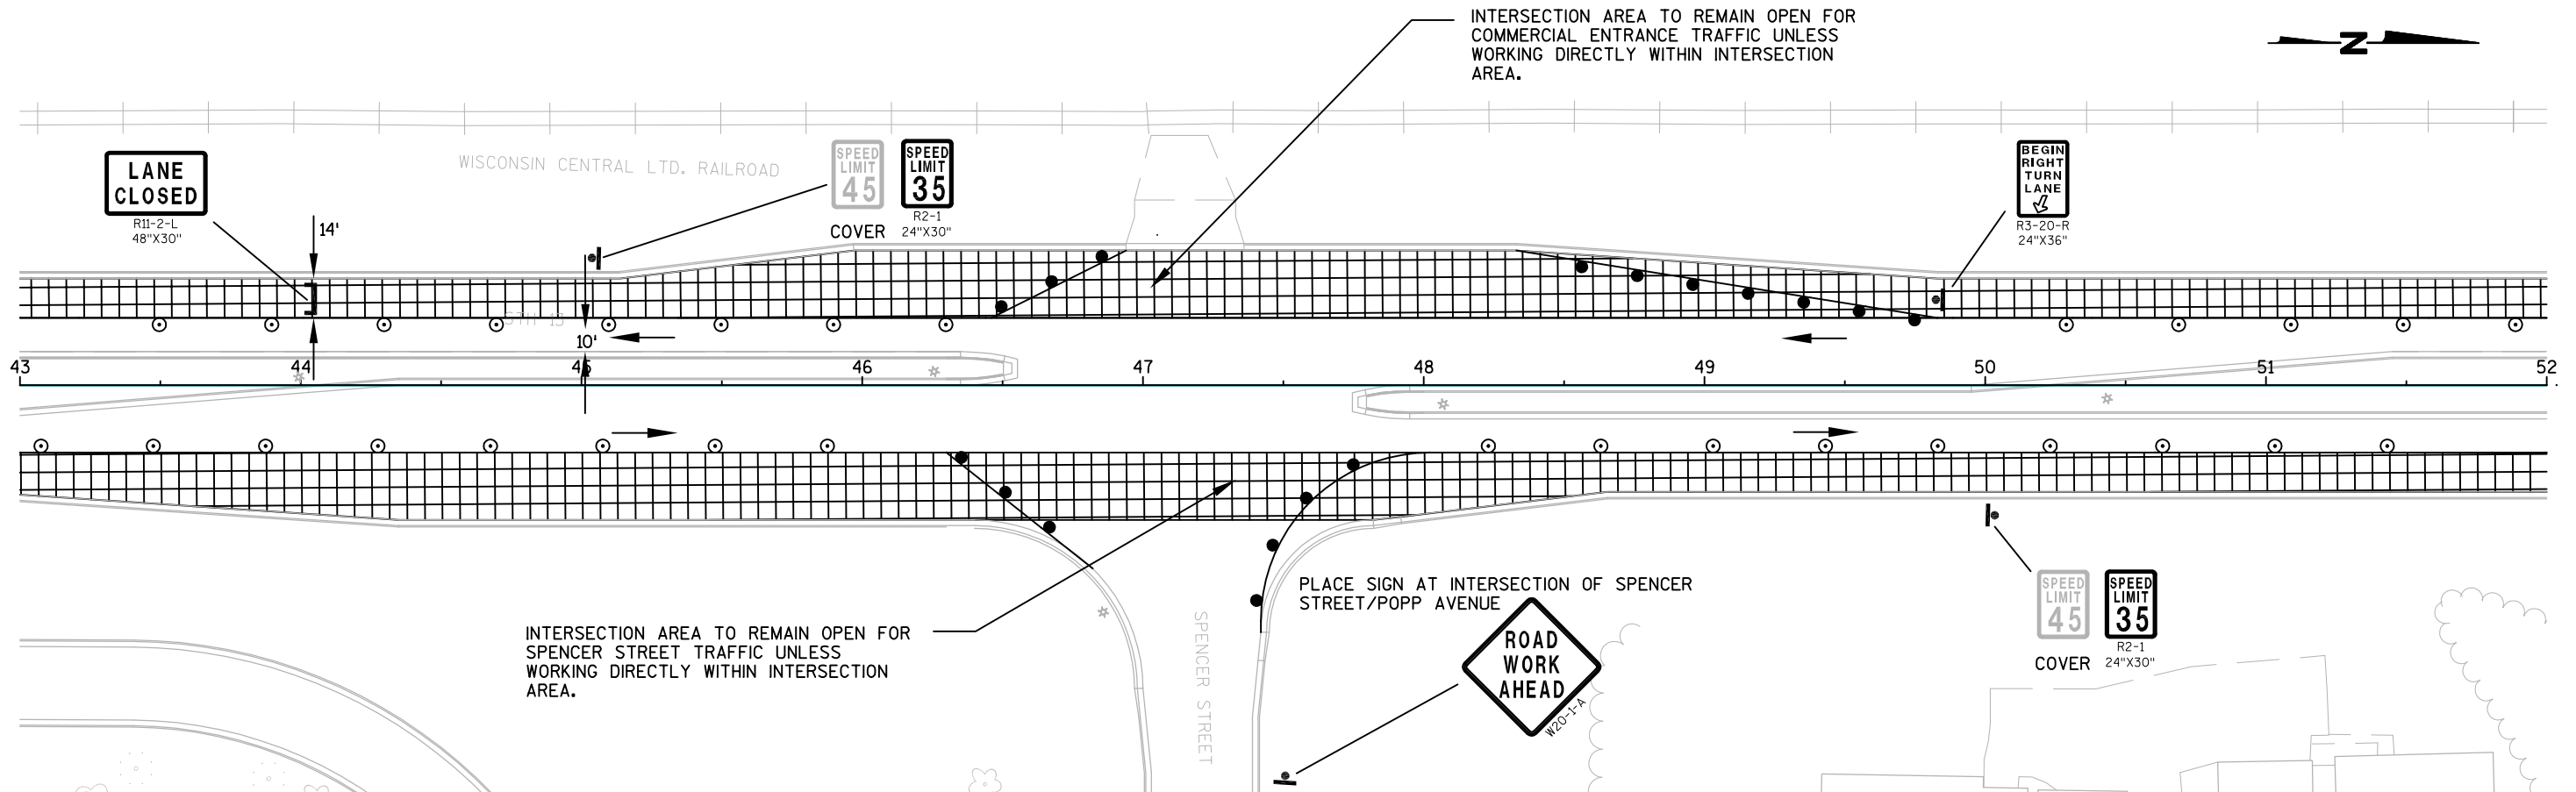 INTERSECTION AREA TO REMAIN OPEN FOR
COMMERCIAL ENTRANCE TRAFFIC UNLESS
WORKING DIRECTLY WITHIN INTERSECTION
AREA.
N
WISCONSIN CENTRAL LTD. RAILROAD
LANE
CLOSED
R11-2-L
48"X30"
14'
SPEED
LIMIT
45
COVER
SPEED
LIMIT
35
R2-1
24"X30"
BEGIN
RIGHT
TURN
LANE
R3-20-R
24"X36"
STH 13
10'
43 44 45 46 47 48 49 50 51 52
INTERSECTION AREA TO REMAIN OPEN FOR
SPENCER STREET TRAFFIC UNLESS
WORKING DIRECTLY WITHIN INTERSECTION
AREA.
SPENCER STREET
PLACE SIGN AT INTERSECTION OF SPENCER
STREET/POPP AVENUE
ROAD
WORK
AHEAD
W20-1-A
SPEED
LIMIT
45
COVER
SPEED
LIMIT
35
R2-1
24"X30"